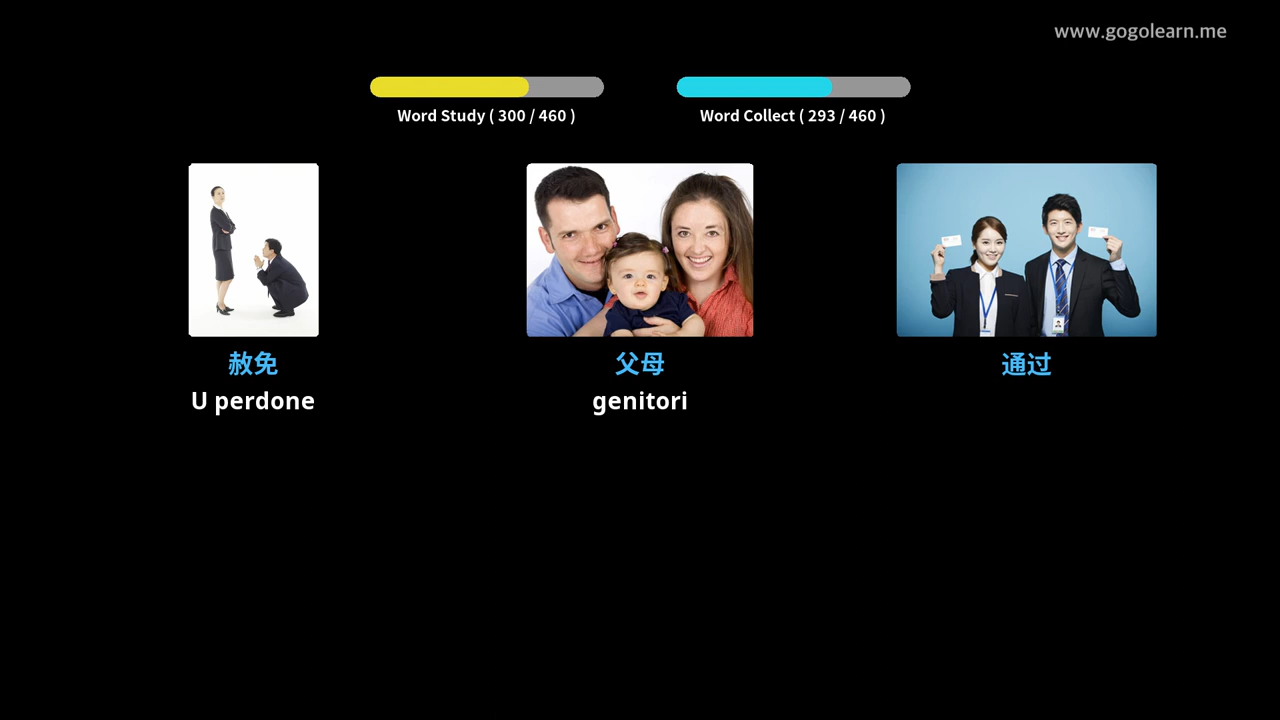 www.gogolearn.me
Word Study ( 300 / 460 )
Word Collect ( 293 / 460 )
赦免
父母
通过
U perdone
genitori